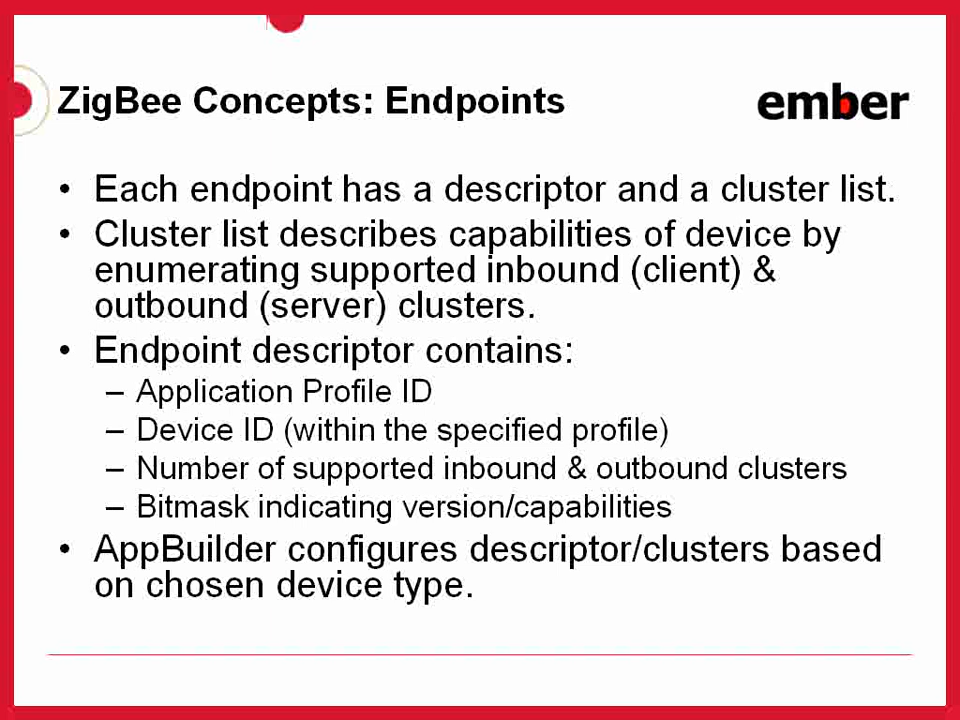 ZigBee Concepts: Endpoints
ember
• Each endpoint has a descriptor and a cluster list.
• Cluster list describes capabilities of device by
enumerating supported inbound (client) &
outbound (server) clusters.
• Endpoint descriptor contains:
– Application Profile ID
– Device ID (within the specified profile)
– Number of supported inbound & outbound clusters
– Bitmask indicating version/capabilities
• AppBuilder configures descriptor/clusters based
on chosen device type.